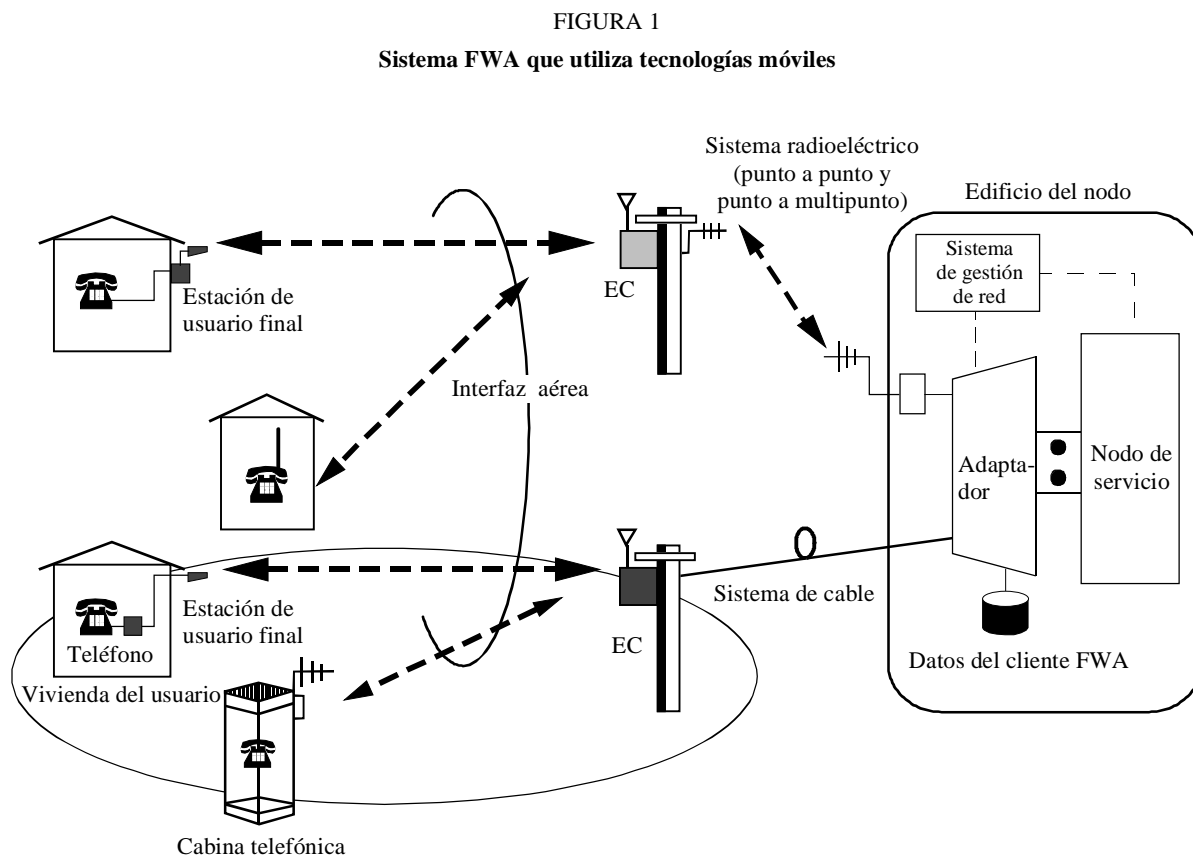 FIGURA 1
Sistema FWA que utiliza tecnologías móviles
Sistema radioeléctrico
(punto a punto y
punto a multipunto)
Edificio del nodo
Sistema
de gestión
de red
Estación de
usuario final
EC
Interfaz aérea
Adapta-
dor
Nodo de
servicio
Estación de
usuario final
Teléfono
Vivienda del usuario
EC
Sistema de cable
Datos del cliente FWA
Cabina telefónica